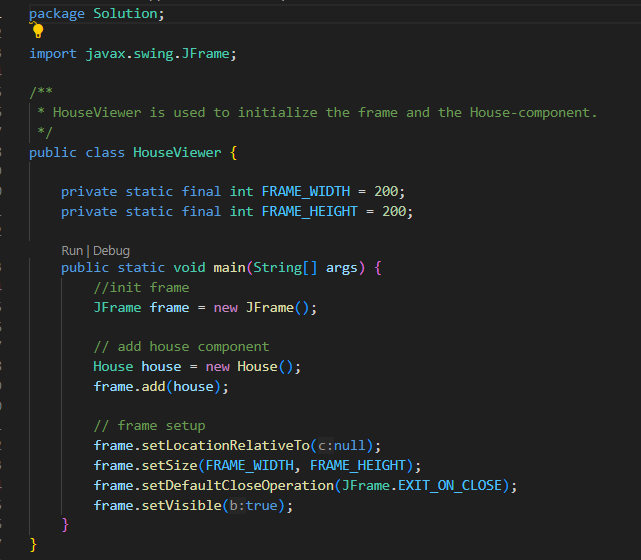 package Solution;
import javax.swing.JFrame;
/**
* HouseViewer is used to initialize the frame and the House-component.
*/
public class HouseViewer {
private static final int FRAME_WIDTH = 200;
private static final int FRAME_HEIGHT = 200;
Run | Debug
public static void main(String[] args) {
//init frame
JFrame frame = new JFrame();
// add house component
House house = new House();
frame.add(house);
// frame setup
frame.setLocationRelativeTo(c:null);
frame.setSize(FRAME_WIDTH, FRAME_HEIGHT);
frame.setDefaultCloseOperation(JFrame.EXIT_ON_CLOSE);
frame.setVisible(b:true);
}
}